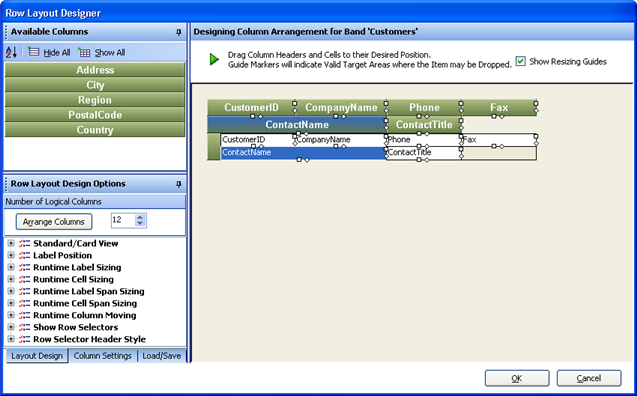 Row Layout Designer
Available Columns
Hide All Show All
Address
City
Region
PostalCode
Country
Row Layout Design Options
Number of Logical Columns
Arrange Columns 12
Standard/Card View
Label Position
Runtime Label Sizing
Runtime Cell Sizing
Runtime Label Span Sizing
Runtime Cell Span Sizing
Runtime Column Moving
Show Row Selectors
Row Selector Header Style
Layout Design Column Settings Load/Save
Designing Column Arrangement for Band 'Customers'
Drag Column Headers and Cells to their Desired Position.
Guide Markers will indicate Valid Target Areas where the Item may be Dropped.
Show Resizing Guides
CustomerID CompanyName Phone Fax
ContactName ContactTitle
CustomerID CompanyName Phone Fax
ContactName ContactTitle
OK Cancel